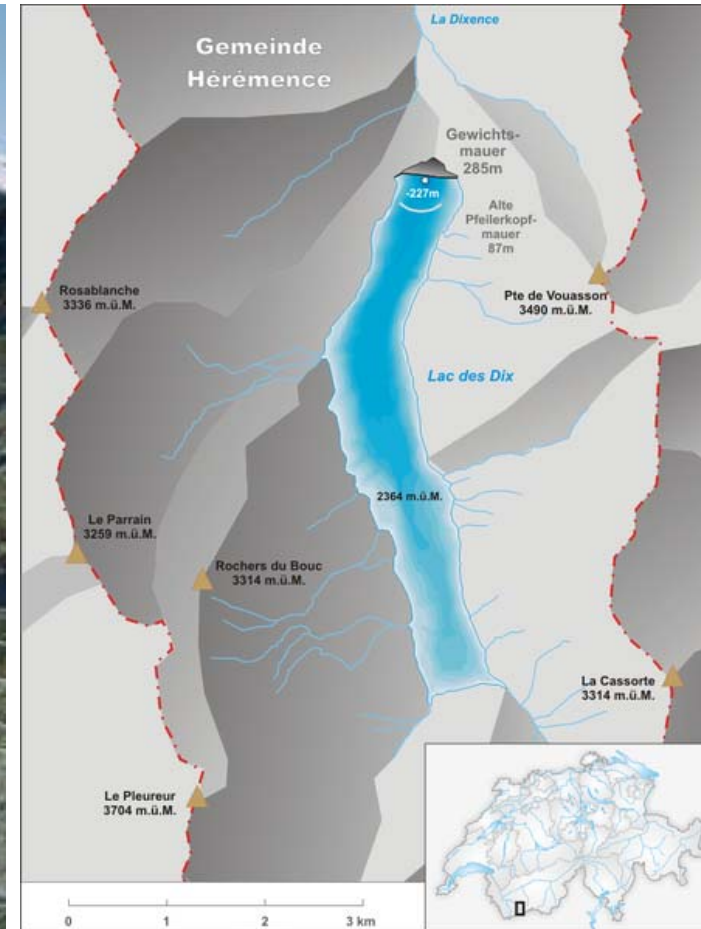 La Dixence
Gemeinde
Hérémence
Gewichts-
mauer
285m
-227m
Alte
Pfeilerkopf-
mauer
87m
Rosablanche
3336 m.ü.M.
Pte de Vouasson
3490 m.ü.M.
Lac des Dix
2364 m.ü.M.
Le Parrain
3259 m.ü.M.
Rochers du Bouc
3314 m.ü.M.
La Cassorte
3314 m.ü.M.
Le Pleureur
3704 m.ü.M.
0 1 2 3 km